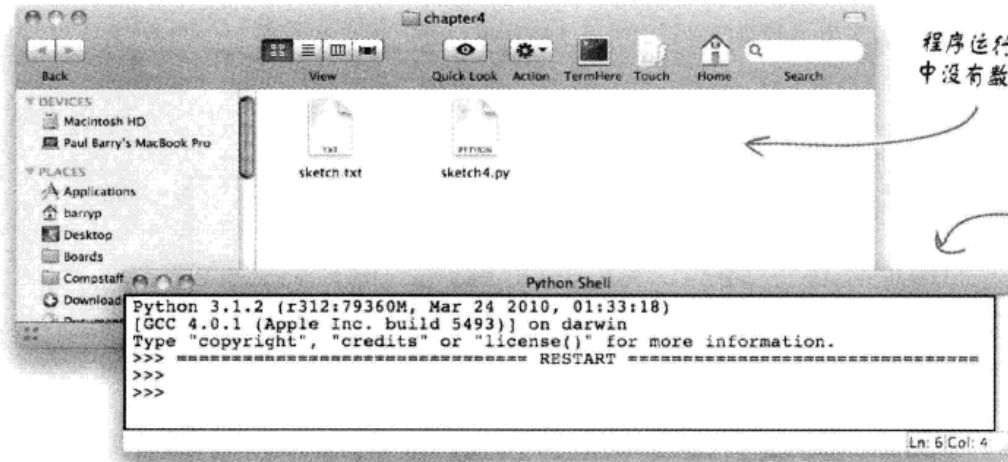 chapter4
Back
View
Quick Look Action TermHere Touch Home Search
程序运行
中没有数
DEVICES
Macintosh HD
Paul Barry's MacBook Pro
PLACES
Applications
barryp
Desktop
Boards
Compstaff
Download
TXT
PYTHON
sketch.txt
sketch4.py
Python Shell
Python 3.1.2 (r312:79360M, Mar 24 2010, 01:33:18)
[GCC 4.0.1 (Apple Inc. build 5493)] on darwin
Type "copyright", "credits" or "license()" for more information.
>>> ================================ RESTART ================================
>>>
>>>
Ln: 6 Col: 4